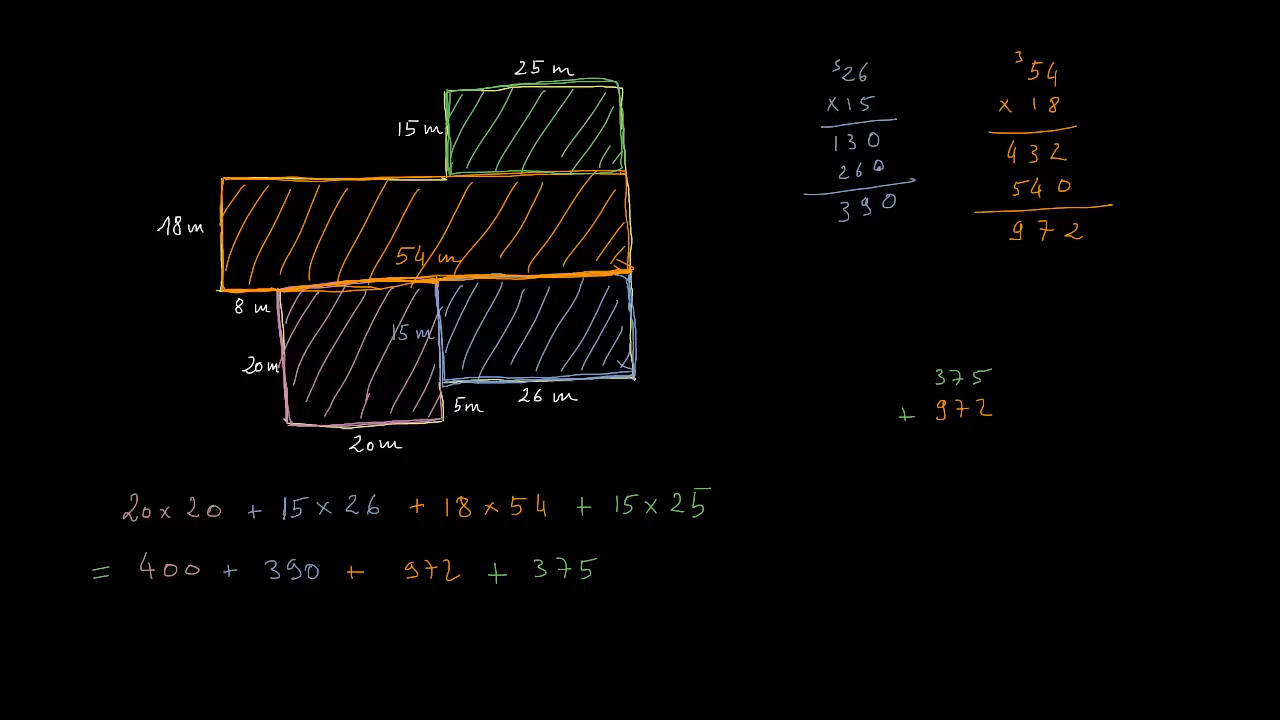 25 m
15 m
18 m
54 m
8 m
20 m
15 m
5 m
26 m
20 m
5
26
× 15
130
260
390
3
54
× 18
432
540
972
375
+ 972
20 × 20 + 15 × 26 + 18 × 54 + 15 × 25
= 400 + 390 + 972 + 375